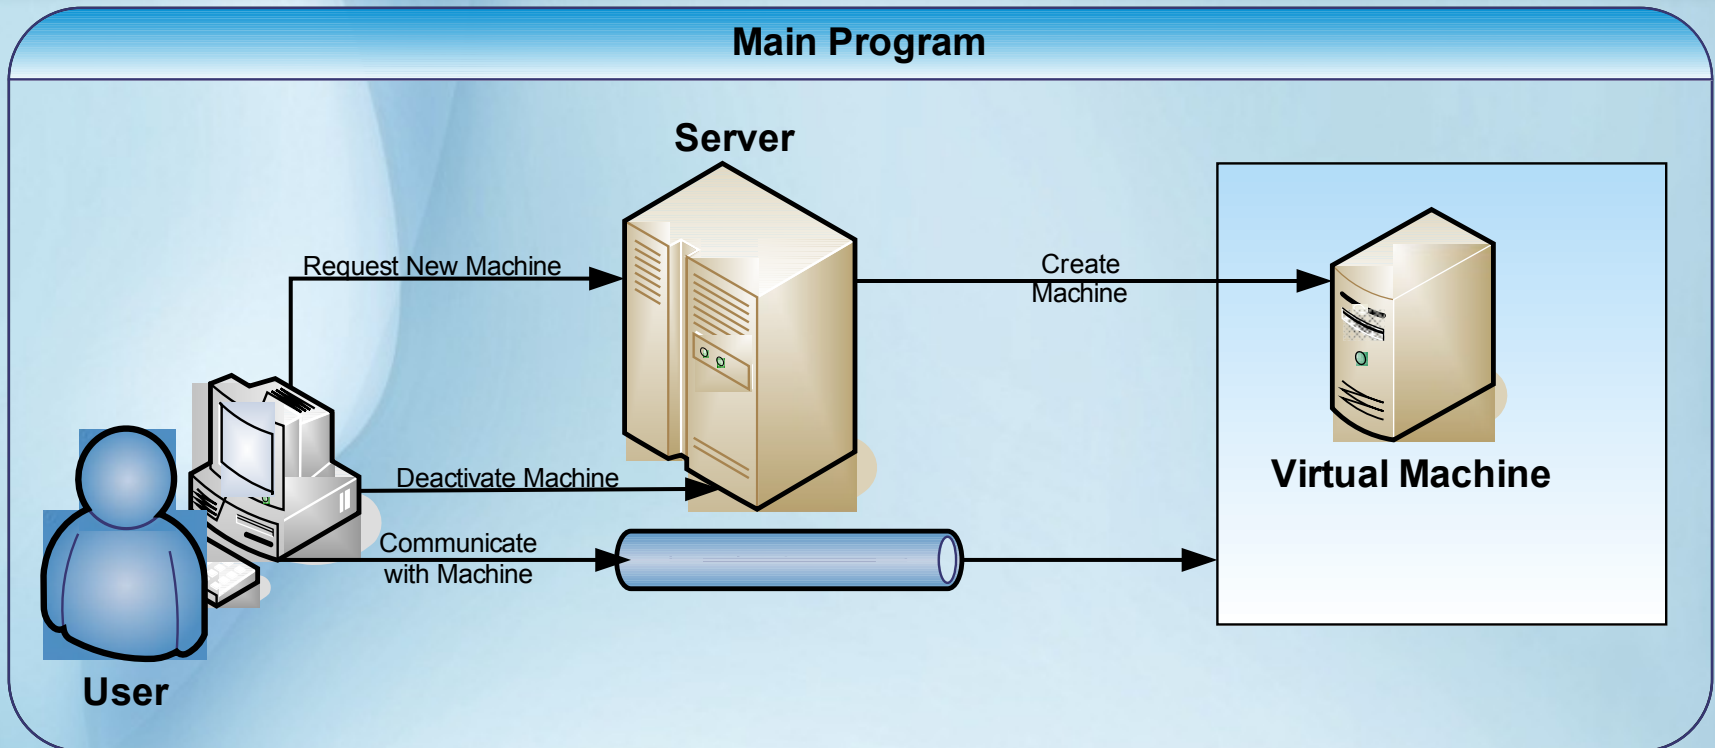 Main Program
Server
Request New Machine
Create
Machine
Virtual Machine
Deactivate Machine
Communicate
with Machine
User